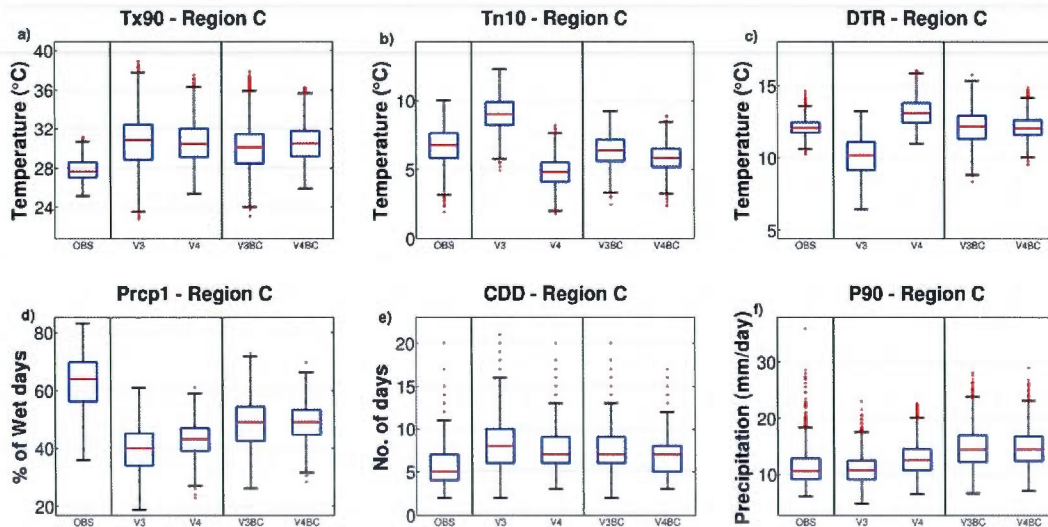 Tx90 - Region C
a)
Temperature (°C)
40
36
32
28
24
OBS V3 V4 V3BC V4BC
Tn10 - Region C
b)
Temperature (°C)
10
5
0
OBS V3 V4 V3BC V4BC
DTR - Region C
c)
Temperature (°C)
15
10
5
OBS V3 V4 V3BC V4BC
Prcp1 - Region C
d)
% of Wet days
80
60
40
20
OBS V3 V4 V3BC V4BC
CDD - Region C
e)
No. of days
20
15
10
5
0
OBS V3 V4 V3BC V4BC
P90 - Region C
f)
Precipitation (mm/day)
30
20
10
OBS V3 V4 V3BC V4BC